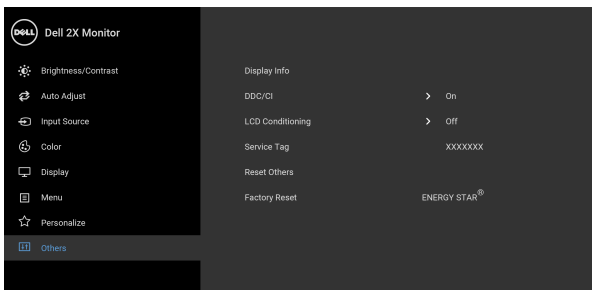 DELL Dell 2X Monitor
Brightness/Contrast
Display Info
Auto Adjust
DDC/CI
On
Input Source
LCD Conditioning
Off
Color
Service Tag
XXXXXXX
Display
Reset Others
Menu
Factory Reset
ENERGY STAR®
Personalize
Others